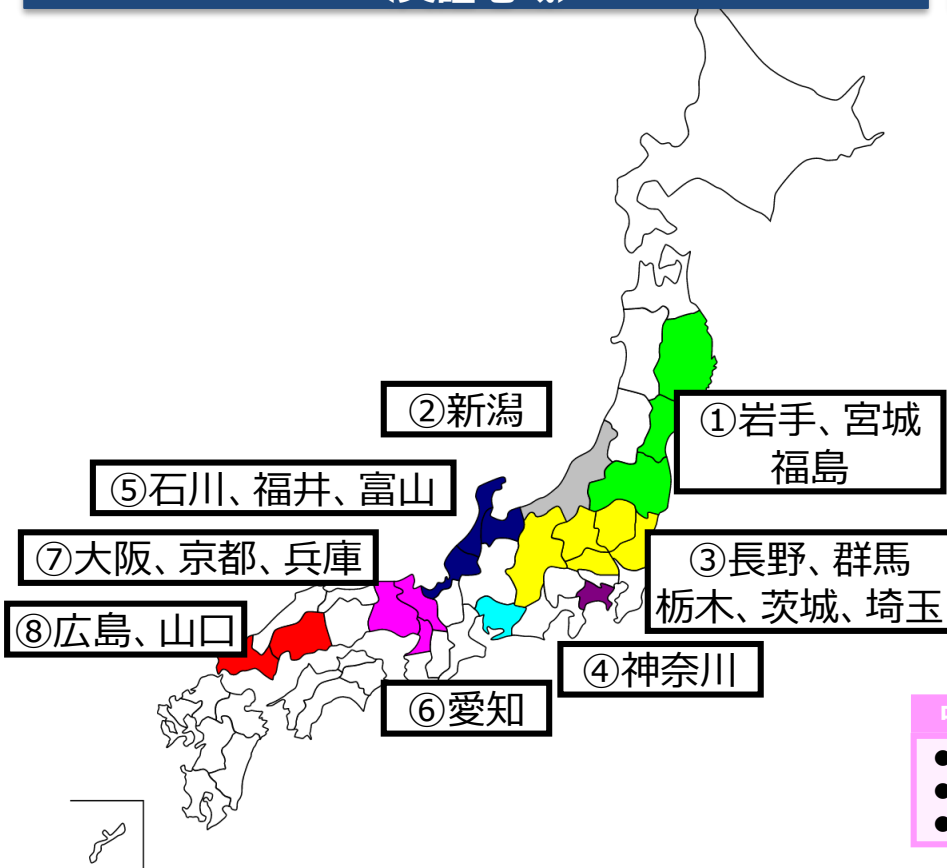 ②新潟
①岩手、宮城
福島
⑤石川、福井、富山
⑦大阪、京都、兵庫
③長野、群馬
栃木、茨城、埼玉
⑧広島、山口
④神奈川
⑥愛知